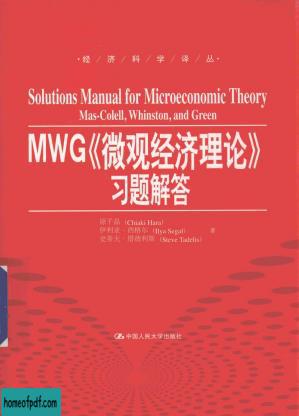 ·经/济/科/学/译/丛·
Solutions Manual for Microeconomic Theory
Mas-Colell, Whinston, and Green
MWG《微观经济理论》
习题解答
原千晶 (Chiaki Hara)
伊利亚·西格尔 (Ilya Segal) 著
史蒂夫·塔德利斯 (Steve Tadelis)
中国人民大学出版社
homeofpdf.com